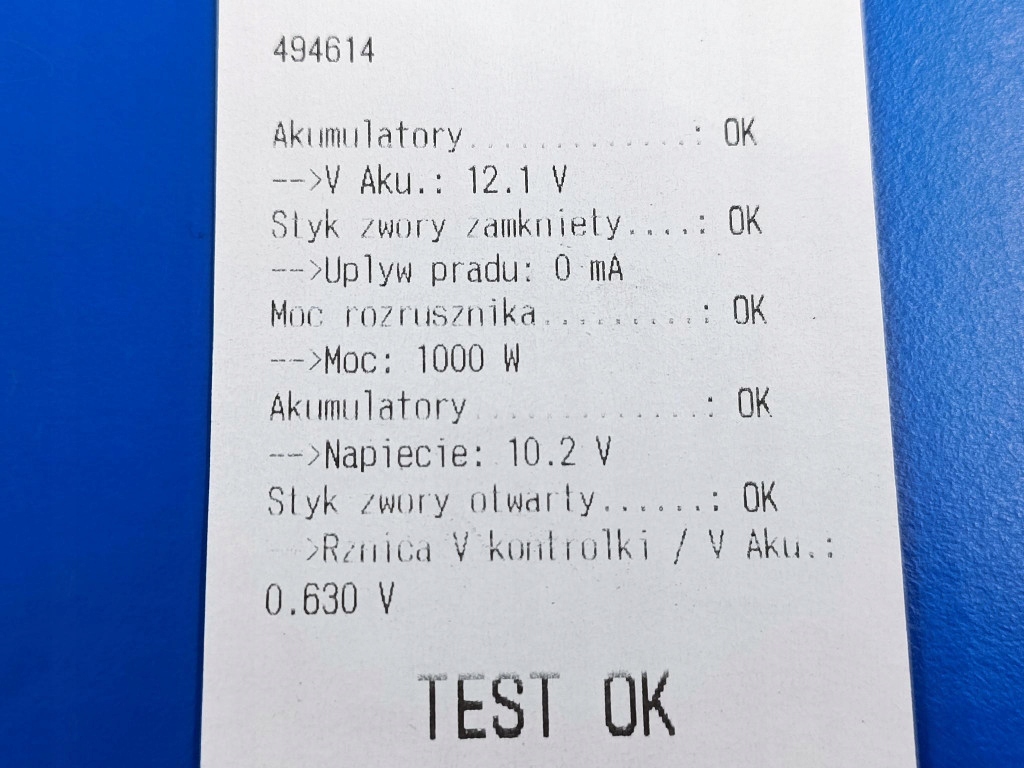 494614
Akumulatory..............: OK
-->V Aku.: 12.1 V
Styk zwory zamkniety....: OK
-->Uplyw pradu: 0 mA
Moc rozrusznika.........: OK
-->Moc: 1000 W
Akumulatory.............: OK
-->Napiecie: 10.2 V
Styk zwory otwarty......: OK
-->Rznica V kontrolki / V Aku.:
0.630 V
TEST OK